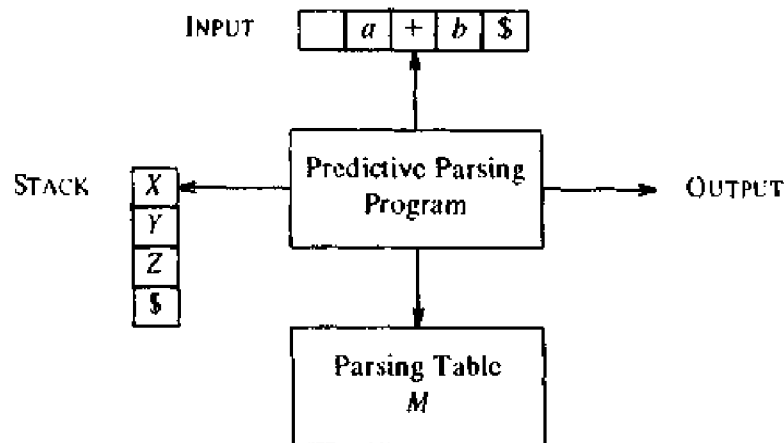 INPUT a + b $
Predictive Parsing
Program
STACK X
Y
Z
$
OUTPUT
Parsing Table
M